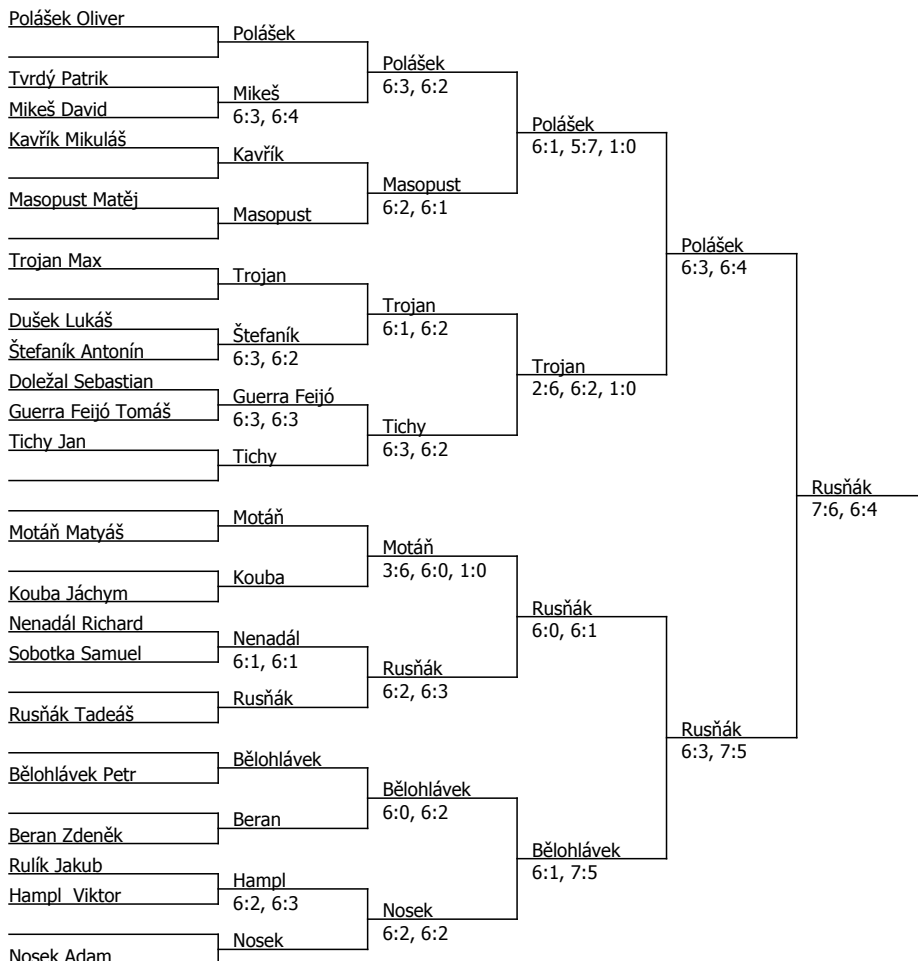 Polášek Oliver
Tvrdý Patrik
Mikeš David
Kavřík Mikuláš
Masopust Matěj
Trojan Max
Dušek Lukáš
Štefaník Antonín
Doležal Sebastian
Guerra Feijó Tomáš
Tichy Jan
Motáň Matyáš
Kouba Jáchym
Nenadál Richard
Sobotka Samuel
Rusňák Tadeáš
Bělohlávek Petr
Beran Zdeněk
Rulík Jakub
Hampl  Viktor
Nosek Adam
Polášek
Mikeš
6:3, 6:4
Kavřík
Masopust
Trojan
Štefaník
6:3, 6:2
Guerra Feijó
6:3, 6:3
Tichy
Motáň
Kouba
Nenadál
6:1, 6:1
Rusňák
Bělohlávek
Beran
Hampl
6:2, 6:3
Nosek
Polášek
6:3, 6:2
Masopust
6:2, 6:1
Trojan
6:1, 6:2
Tichy
6:3, 6:2
Motáň
3:6, 6:0, 1:0
Rusňák
6:2, 6:3
Bělohlávek
6:0, 6:2
Nosek
6:2, 6:2
Polášek
6:1, 5:7, 1:0
Trojan
2:6, 6:2, 1:0
Rusňák
6:0, 6:1
Bělohlávek
6:1, 7:5
Polášek
6:3, 6:4
Rusňák
6:3, 7:5
Rusňák
7:6, 6:4